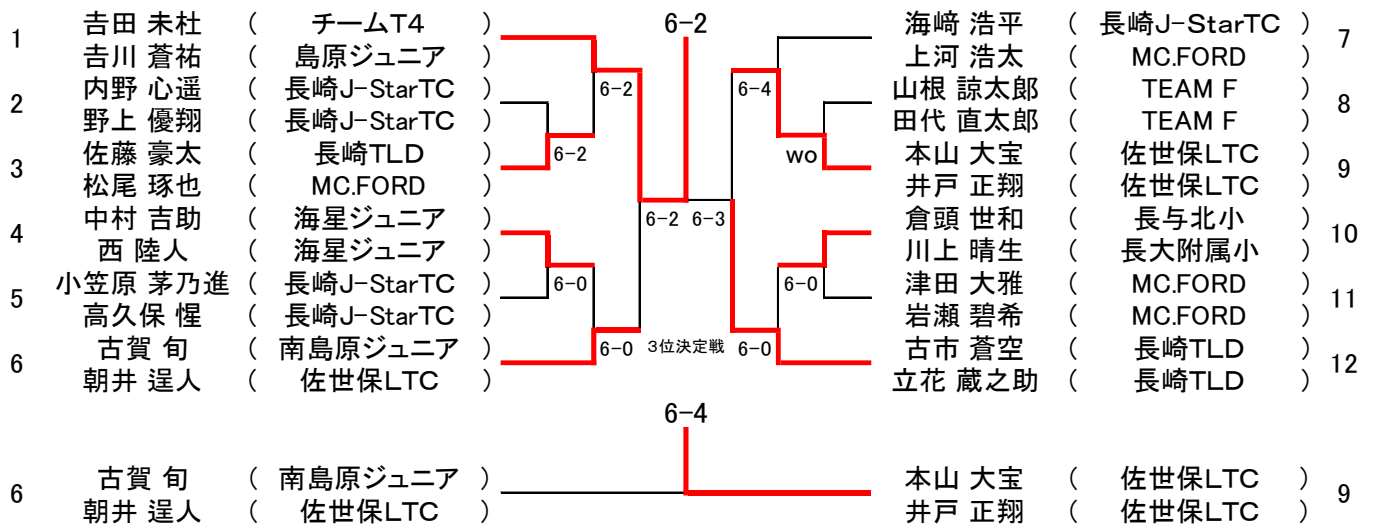 1 𠮷田 未杜 ( チームT4 )
𠮷川 蒼祐 ( 島原ジュニア )
2 内野 心遥 ( 長崎J-StarTC )
野上 優翔 ( 長崎J-StarTC )
3 佐藤 豪太 ( 長崎TLD )
松尾 琢也 ( MC.FORD )
4 中村 吉助 ( 海星ジュニア )
西 陸人 ( 海星ジュニア )
5 小笠原 茅乃進 ( 長崎J-StarTC )
高久保 惺 ( 長崎J-StarTC )
6 古賀 旬 ( 南島原ジュニア )
朝井 逞人 ( 佐世保LTC )
6-2
6-2
6-2
6-0
6-0
6-2 6-3
6-4
wo
6-0
6-0
海﨑 浩平 ( 長崎J-StarTC ) 7
上河 浩太 ( MC.FORD )
山根 諒太郎 ( TEAM F ) 8
田代 直太郎 ( TEAM F )
本山 大宝 ( 佐世保LTC ) 9
井戸 正翔 ( 佐世保LTC )
倉頭 世和 ( 長与北小 ) 10
川上 晴生 ( 長大附属小 )
津田 大雅 ( MC.FORD ) 11
岩瀬 碧希 ( MC.FORD )
古市 蒼空 ( 長崎TLD ) 12
立花 蔵之助 ( 長崎TLD )
3位決定戦
6-4
6 古賀 旬 ( 南島原ジュニア )
朝井 逞人 ( 佐世保LTC )
本山 大宝 ( 佐世保LTC ) 9
井戸 正翔 ( 佐世保LTC )